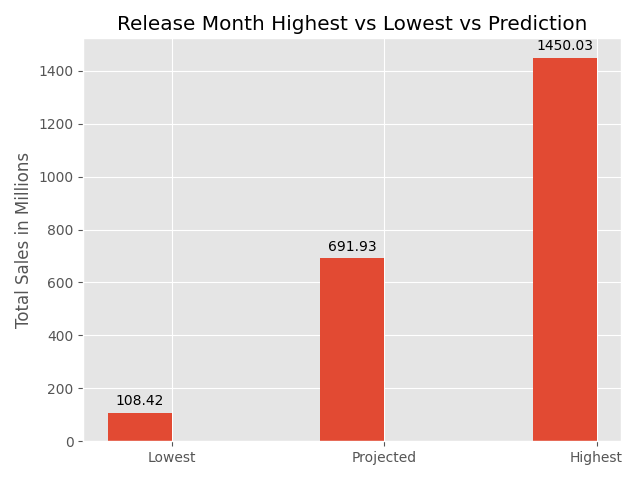 Release Month Highest vs Lowest vs Prediction
1450.03
691.93
108.42
1400
1200
1000
800
600
400
200
0
Total Sales in Millions
Lowest
Projected
Highest